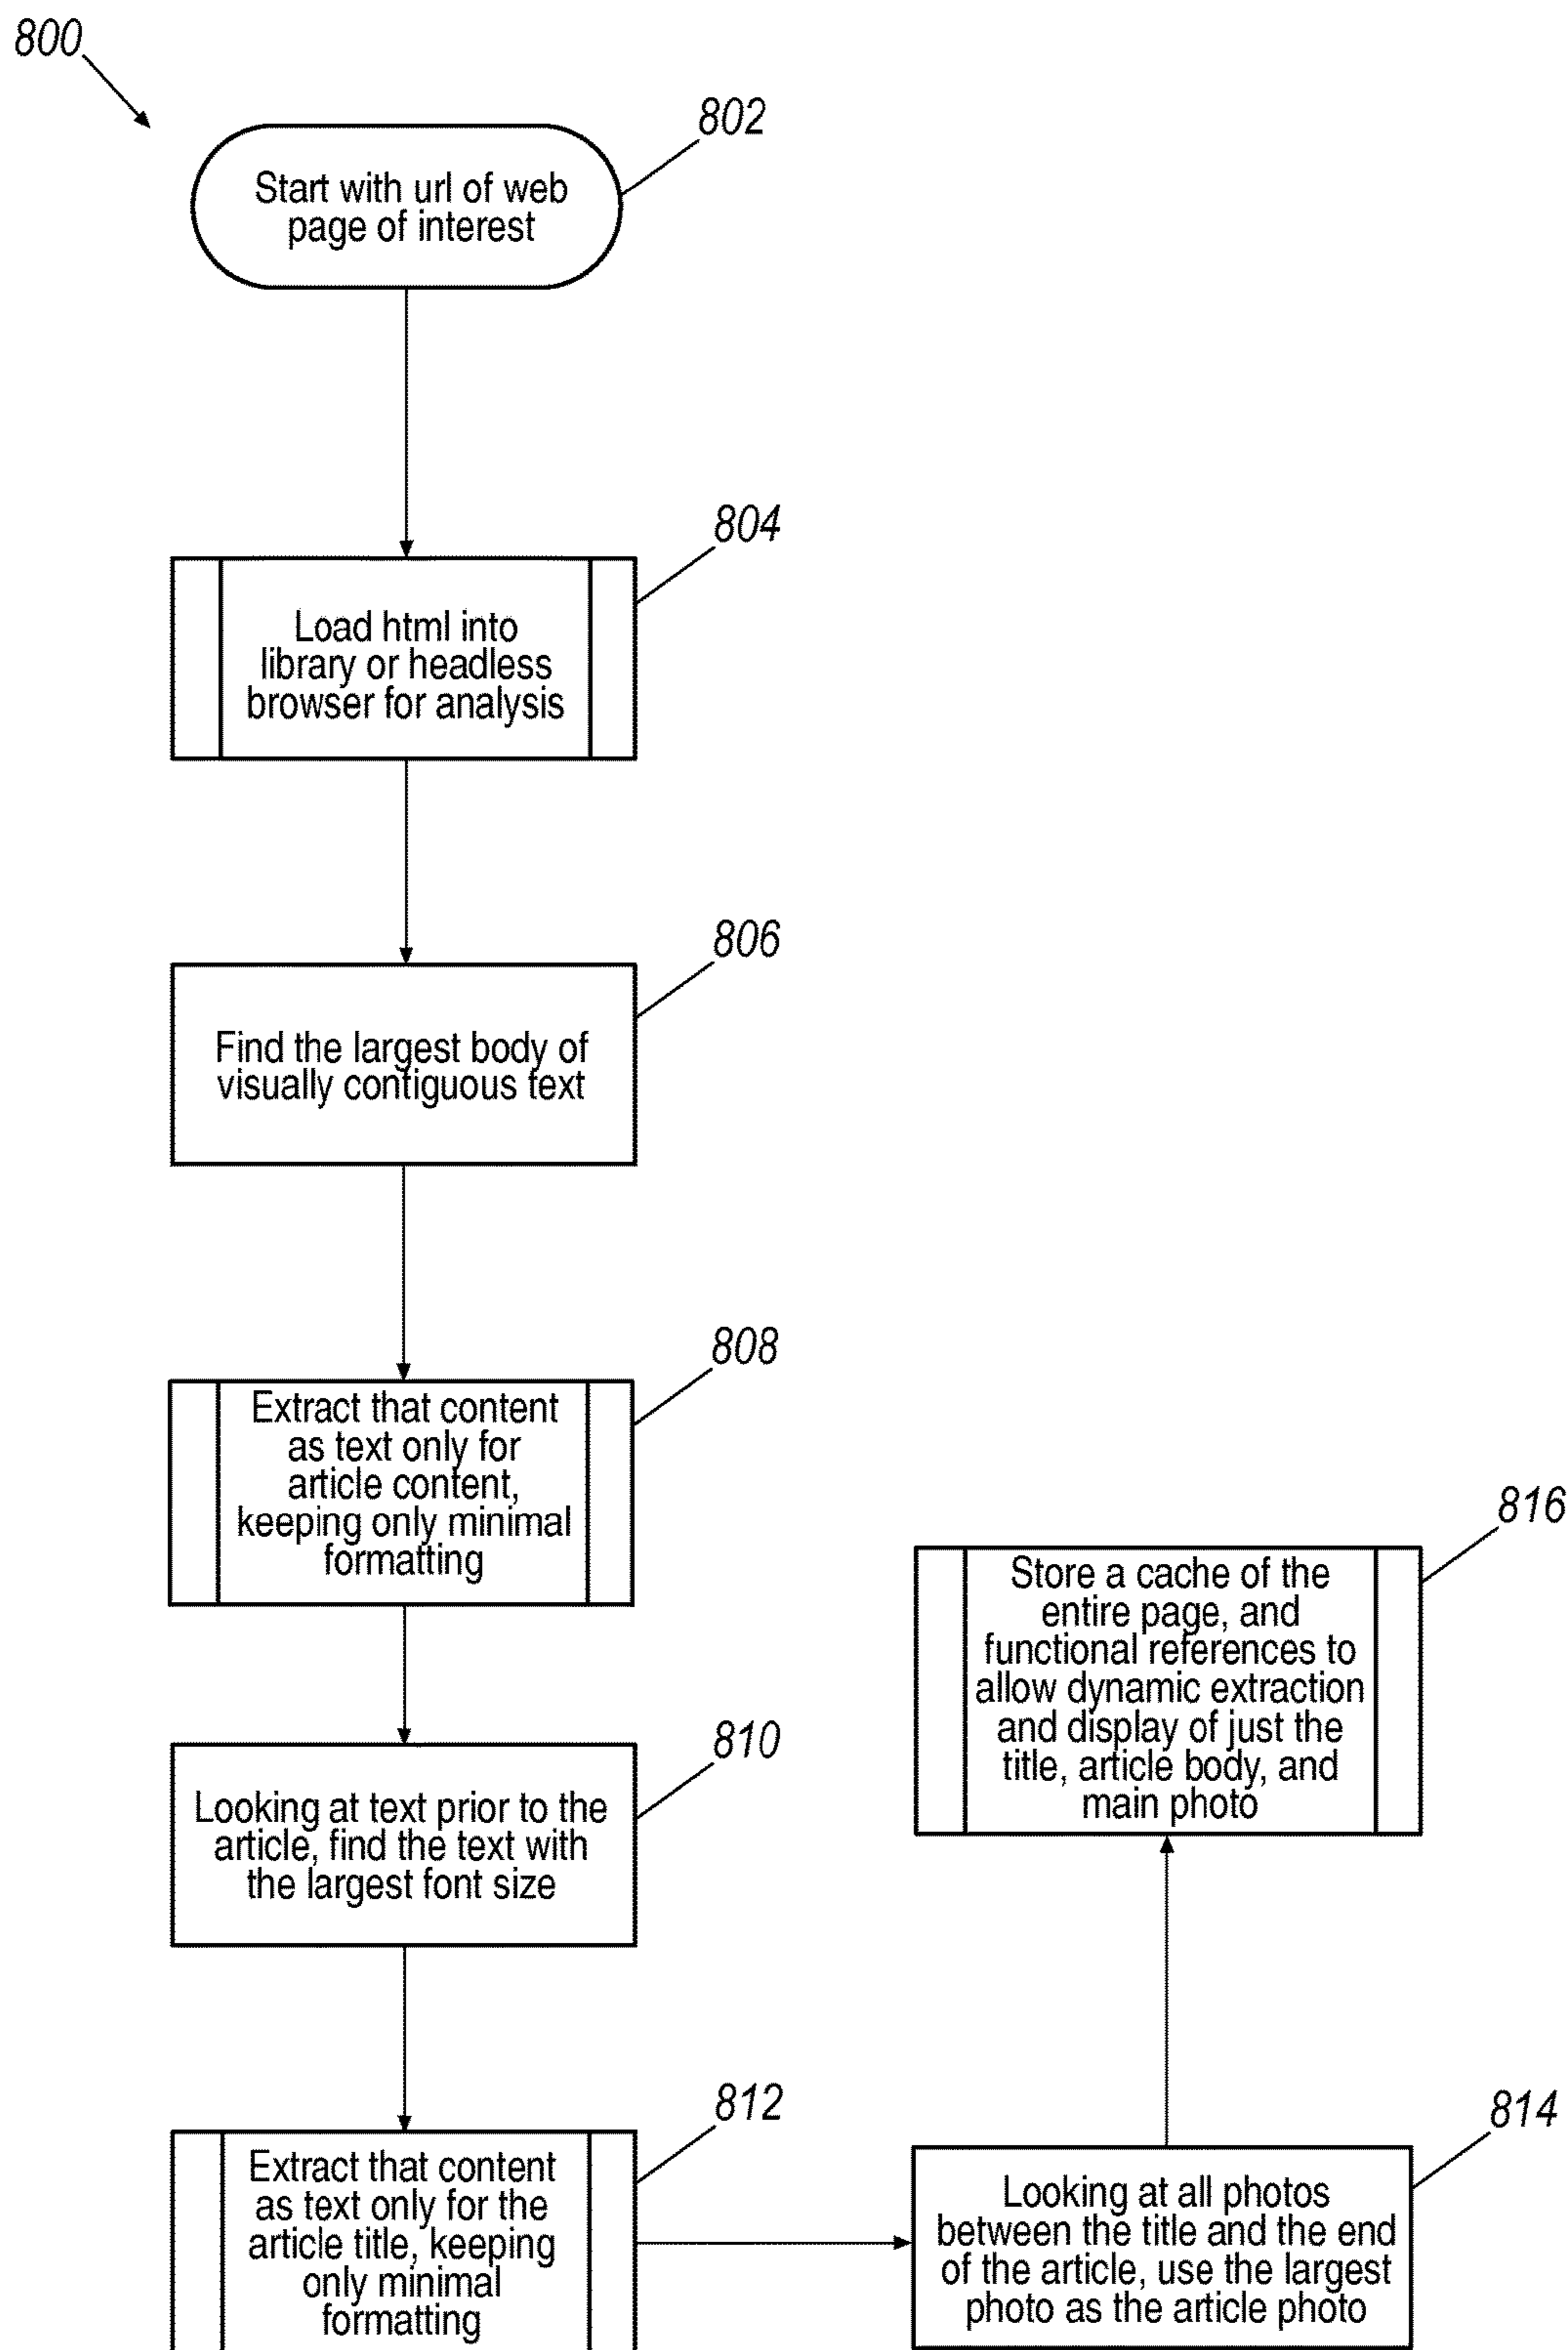 800
802
Start with url of web
page of interest
804
Load html into
library or headless
browser for analysis
806
Find the largest body of
visually contiguous text
808
Extract that content
as text only for
article content,
keeping only minimal
formatting
810
Looking at text prior to the
article, find the text with
the largest font size
812
Extract that content
as text only for the
article title, keeping
only minimal
formatting
814
Looking at all photos
between the title and the end
of the article, use the largest
photo as the article photo
816
Store a cache of the
entire page, and
functional references to
allow dynamic extraction
and display of just the
title, article body, and
main photo